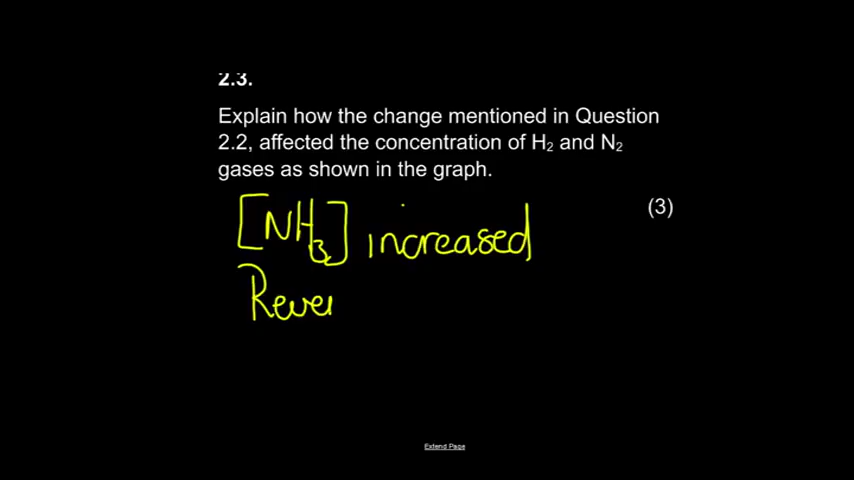 2.3.
Explain how the change mentioned in Question
2.2, affected the concentration of H₂ and N₂
gases as shown in the graph.
(3)
[NH₃] increased
Rever
Extend Page